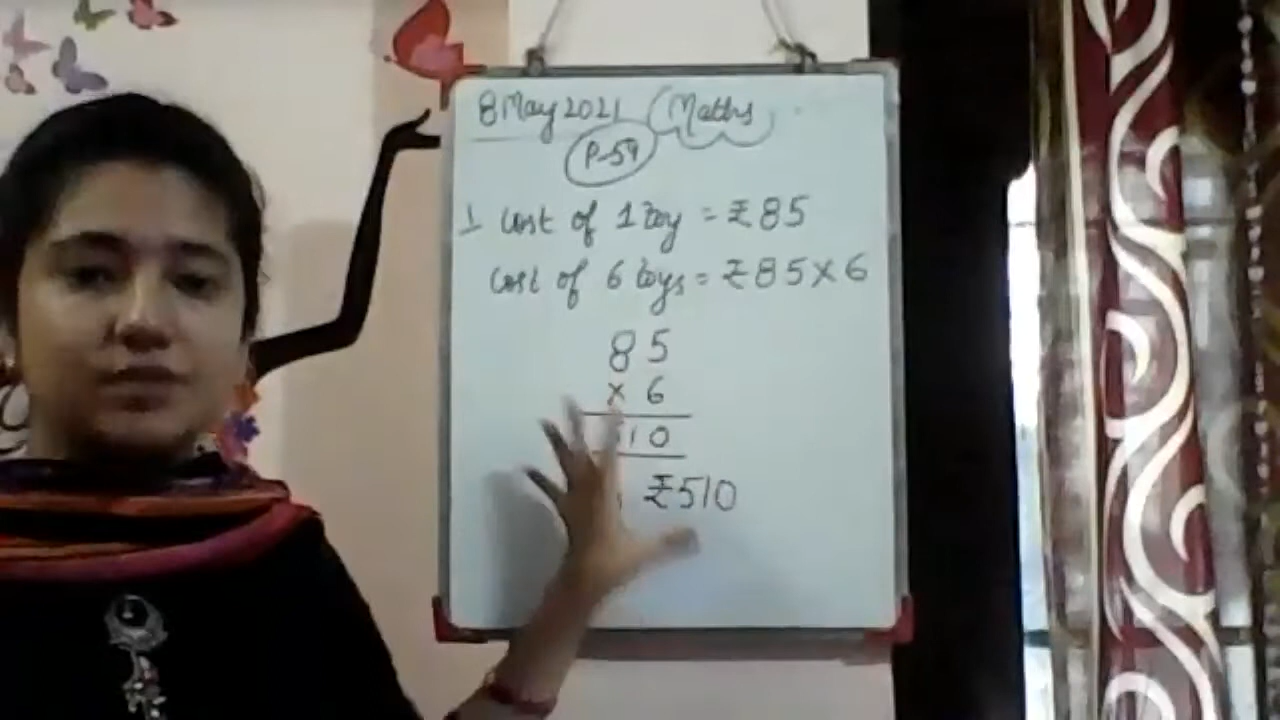 8 May 2021 Maths
P-59
1 Cost of 1 toy = ₹85
Cost of 6 toys = ₹85×6
85
× 6
10
₹510